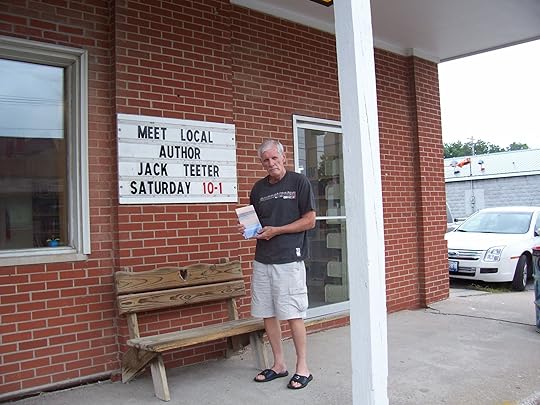 MEET LOCAL
AUTHOR
JACK TEETER
SATURDAY 10-1